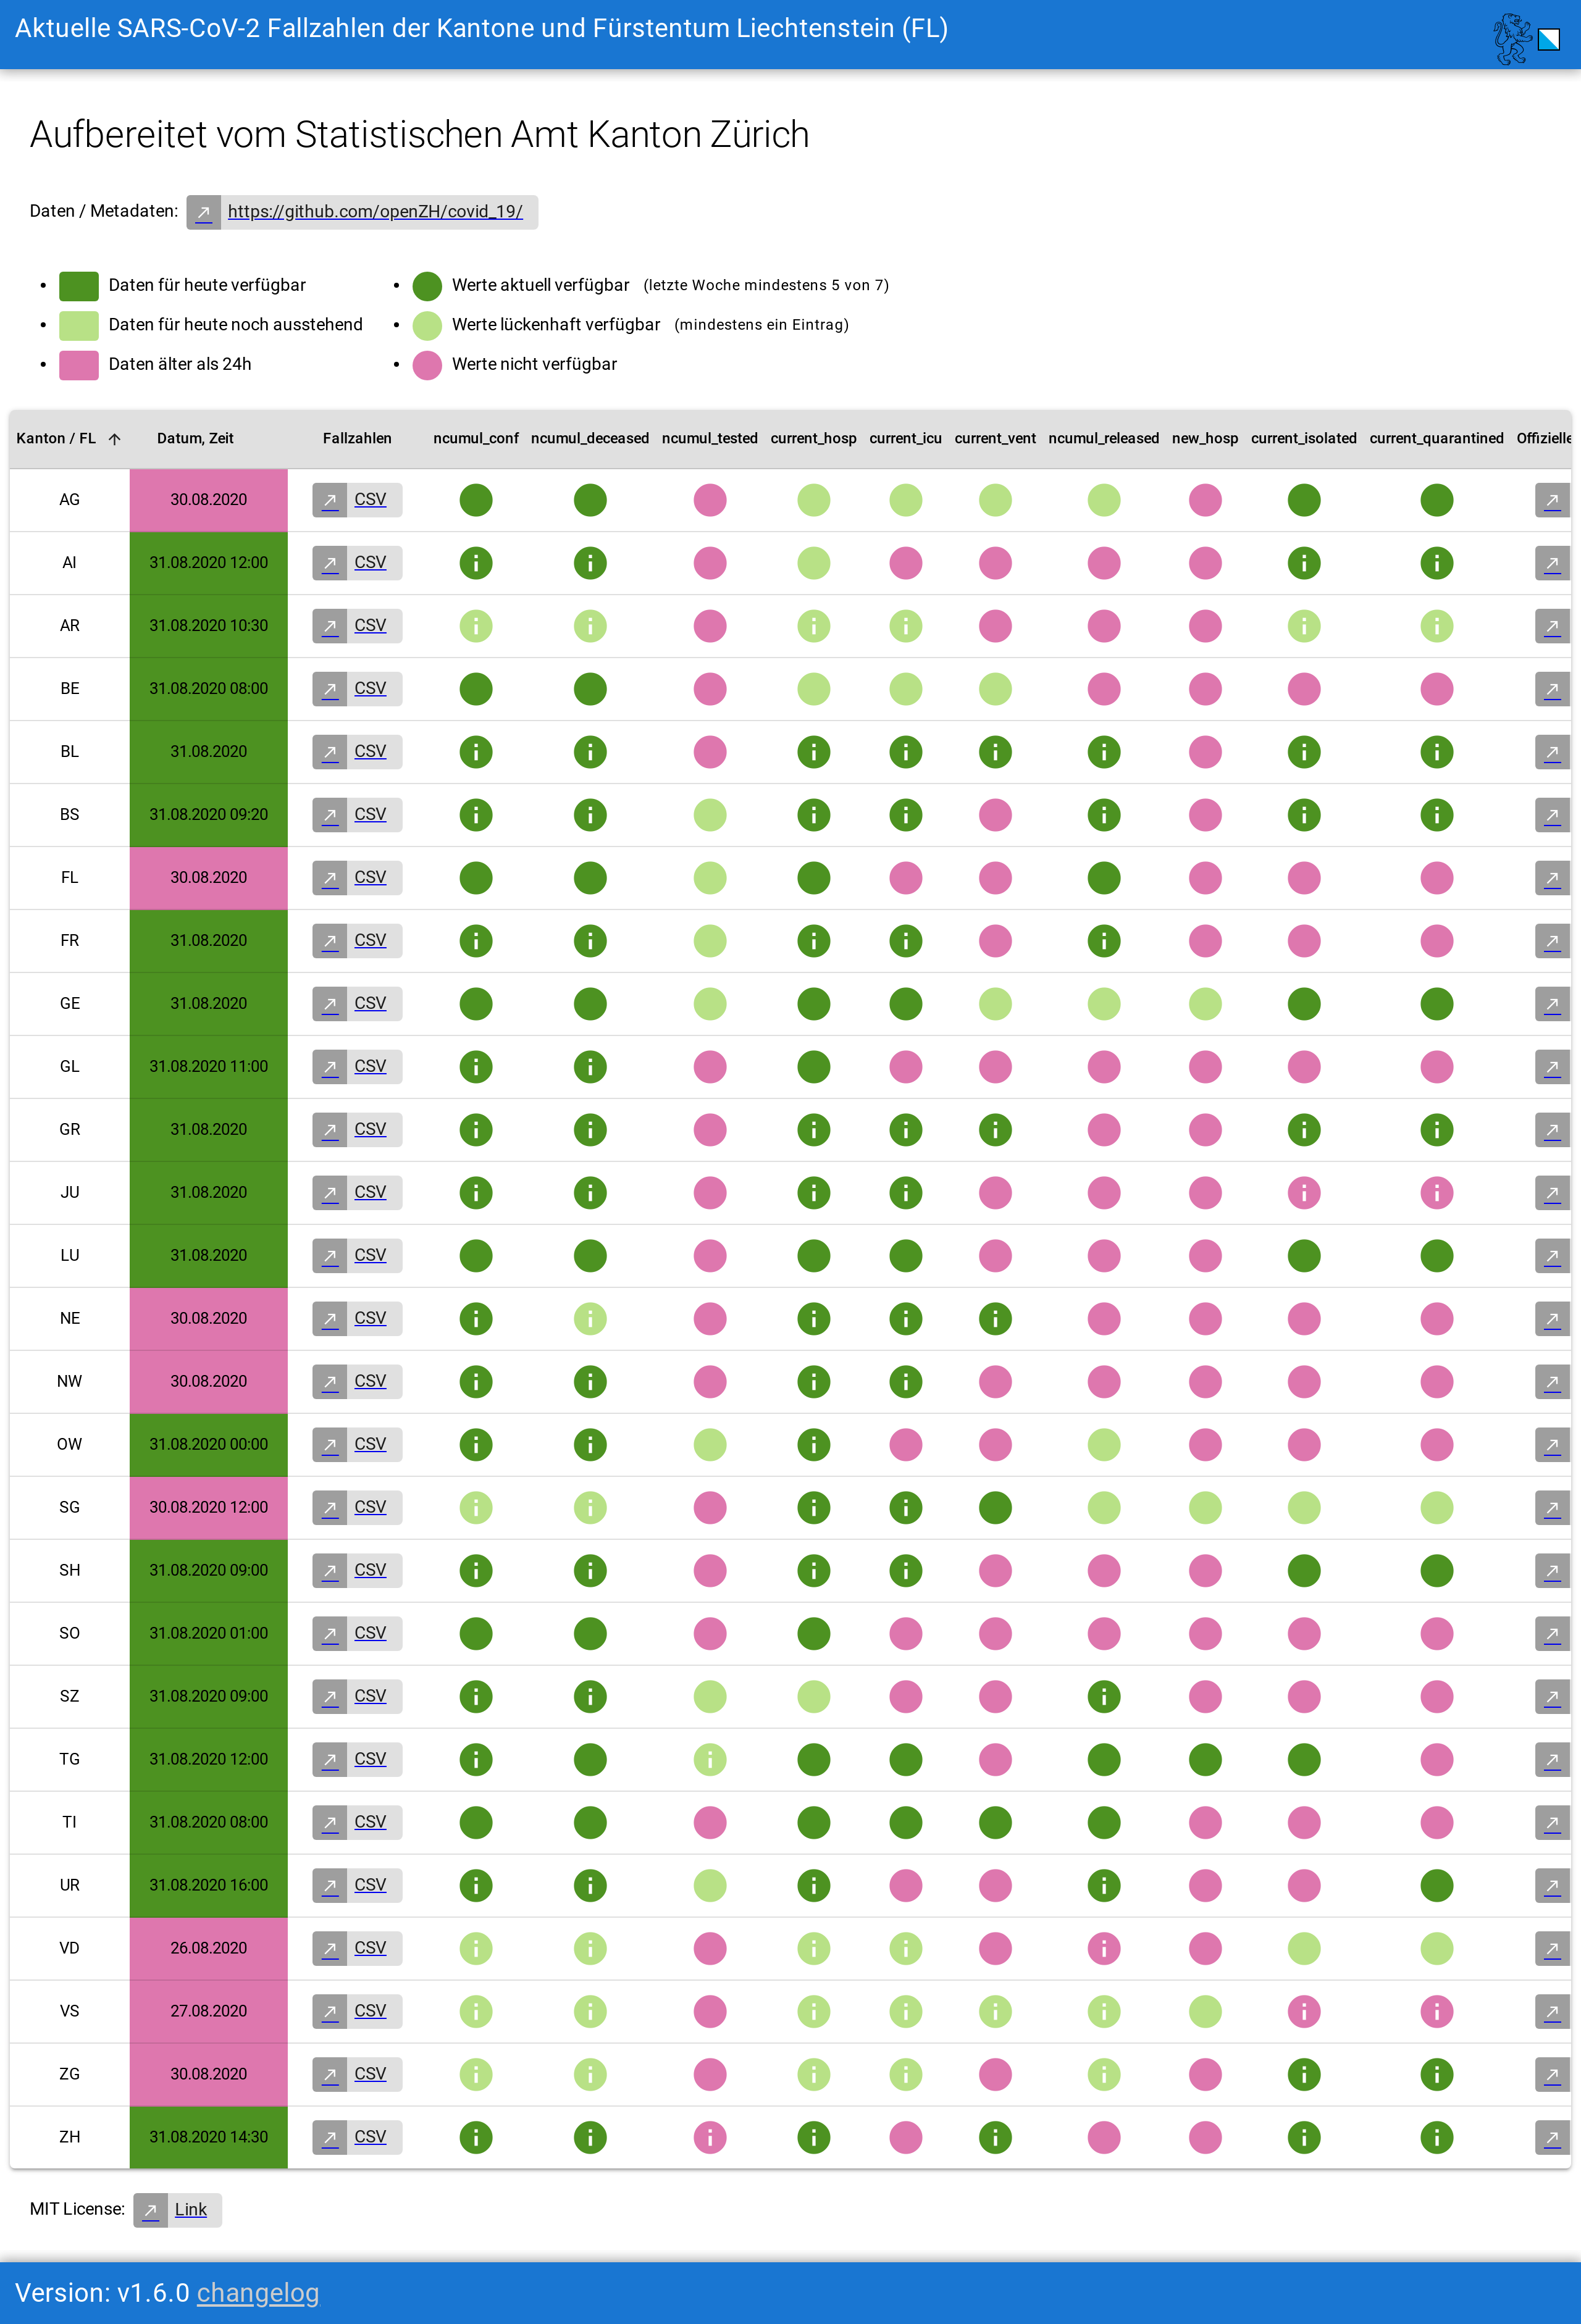 Aktuelle SARS-CoV-2 Fallzahlen der Kantone und Fürstentum Liechtenstein (FL)
Aufbereitet vom Statistischen Amt Kanton Zürich
Daten / Metadaten: https://github.com/openZH/covid_19/
Daten für heute verfügbar
Daten für heute noch ausstehend
Daten älter als 24h
Werte aktuell verfügbar (letzte Woche mindestens 5 von 7)
Werte lückenhaft verfügbar (mindestens ein Eintrag)
Werte nicht verfügbar
Kanton / FL Datum, Zeit Fallzahlen ncumul_conf ncumul_deceased ncumul_tested current_hosp current_icu current_vent ncumul_released new_hosp current_isolated current_quarantined Offizielle
AG 30.08.2020 CSV
AI 31.08.2020 12:00 CSV
AR 31.08.2020 10:30 CSV
BE 31.08.2020 08:00 CSV
BL 31.08.2020 CSV
BS 31.08.2020 09:20 CSV
FL 30.08.2020 CSV
FR 31.08.2020 CSV
GE 31.08.2020 CSV
GL 31.08.2020 11:00 CSV
GR 31.08.2020 CSV
JU 31.08.2020 CSV
LU 31.08.2020 CSV
NE 30.08.2020 CSV
NW 30.08.2020 CSV
OW 31.08.2020 00:00 CSV
SG 30.08.2020 12:00 CSV
SH 31.08.2020 09:00 CSV
SO 31.08.2020 01:00 CSV
SZ 31.08.2020 09:00 CSV
TG 31.08.2020 12:00 CSV
TI 31.08.2020 08:00 CSV
UR 31.08.2020 16:00 CSV
VD 26.08.2020 CSV
VS 27.08.2020 CSV
ZG 30.08.2020 CSV
ZH 31.08.2020 14:30 CSV
MIT License: Link
Version: v1.6.0 changelog